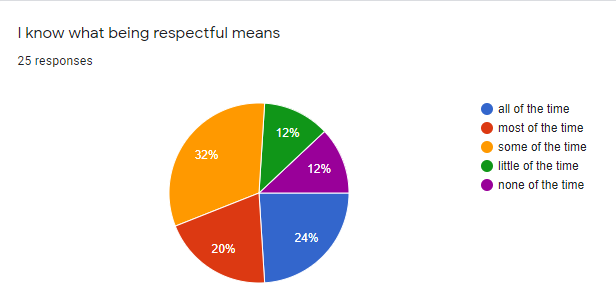 I know what being respectful means
25 responses
all of the time
most of the time
some of the time
little of the time
none of the time
12%
32%
12%
24%
20%